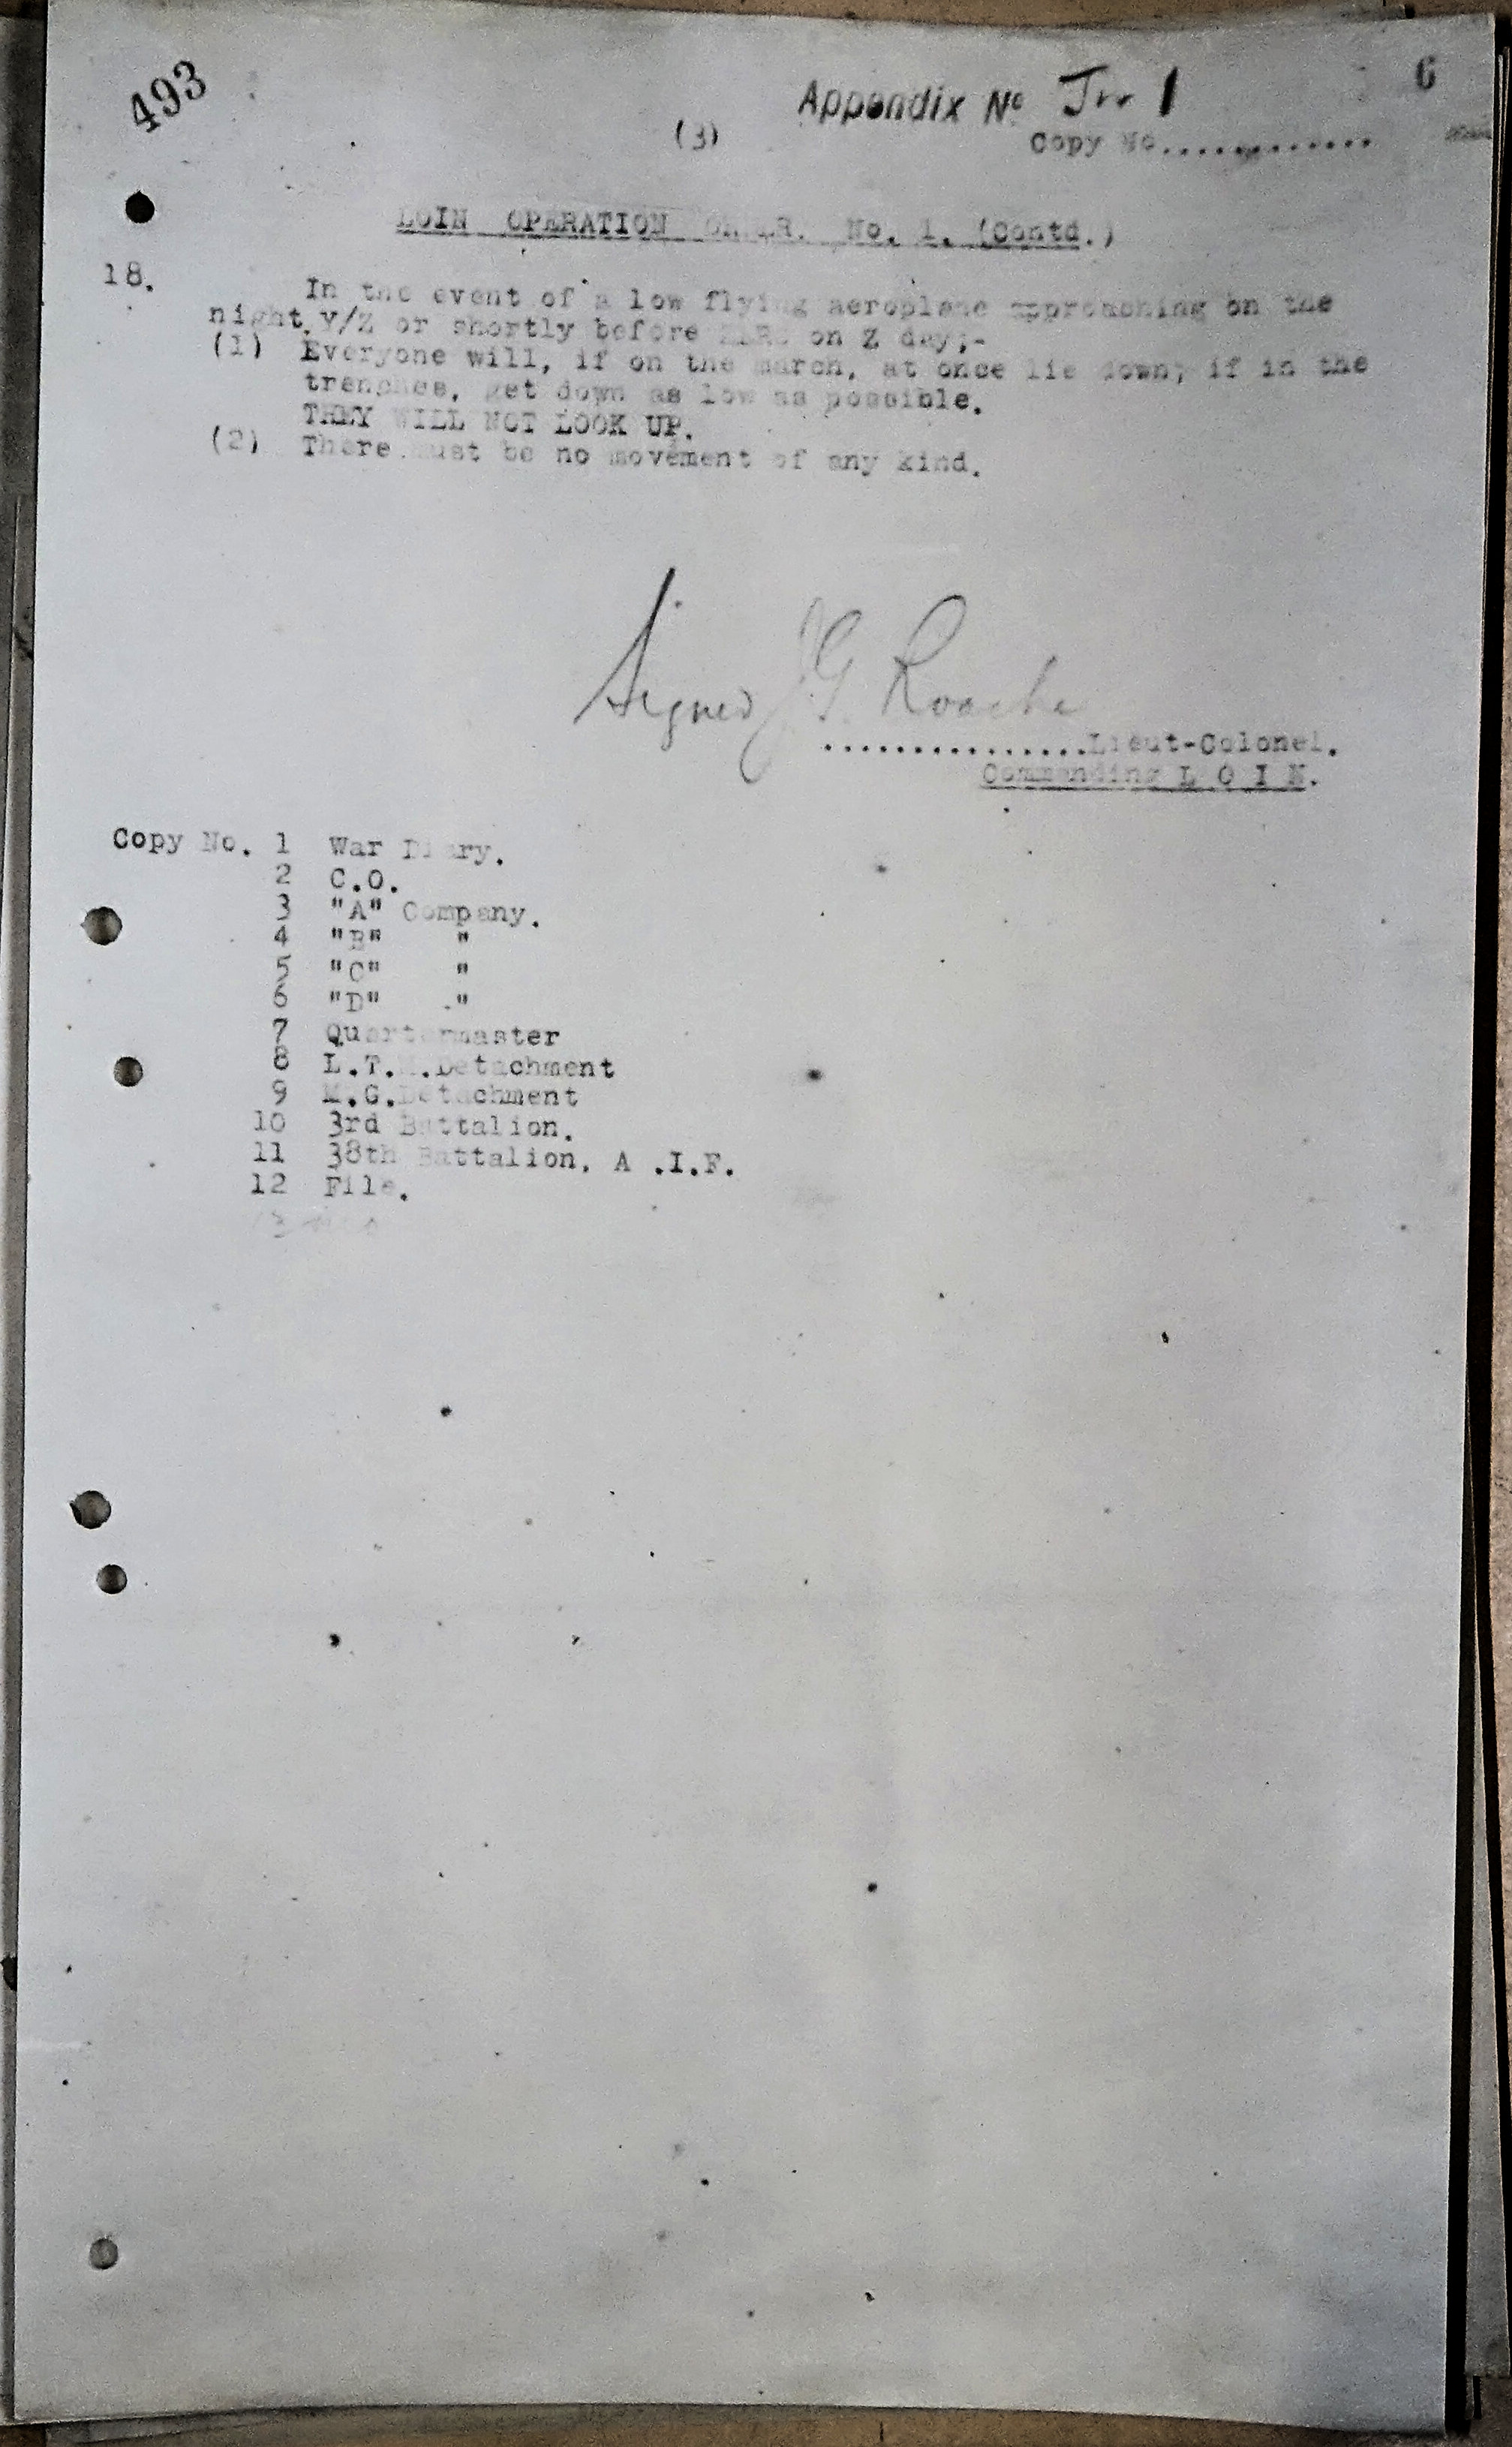 493
6
Appendix No 1
(3)
Copy No.............
LOIN OPERATION ORDER. No. 1. (Contd.)
18.
In the event of a low flying aeroplane approaching on the
night Y/Z or shortly before ZERO on Z day;-
(1) Everyone will, if on the march, at once lie down; if in the
trenches, get down as low as possible.
THEY WILL NOT LOOK UP.
(2) There must be no movement of any kind.
Signed J G Roache
................Lieut-Colonel.
Commanding L O I N.
Copy No. 1 War Diary.
2 C.O.
3 "A" Company.
4 "B" "
5 "C" "
6 "D" "
7 Quartermaster
8 L.T.M.Detachment
9 M.G.Detachment
10 3rd Battalion.
11 38th Battalion, A .I.F.
12 File.
13